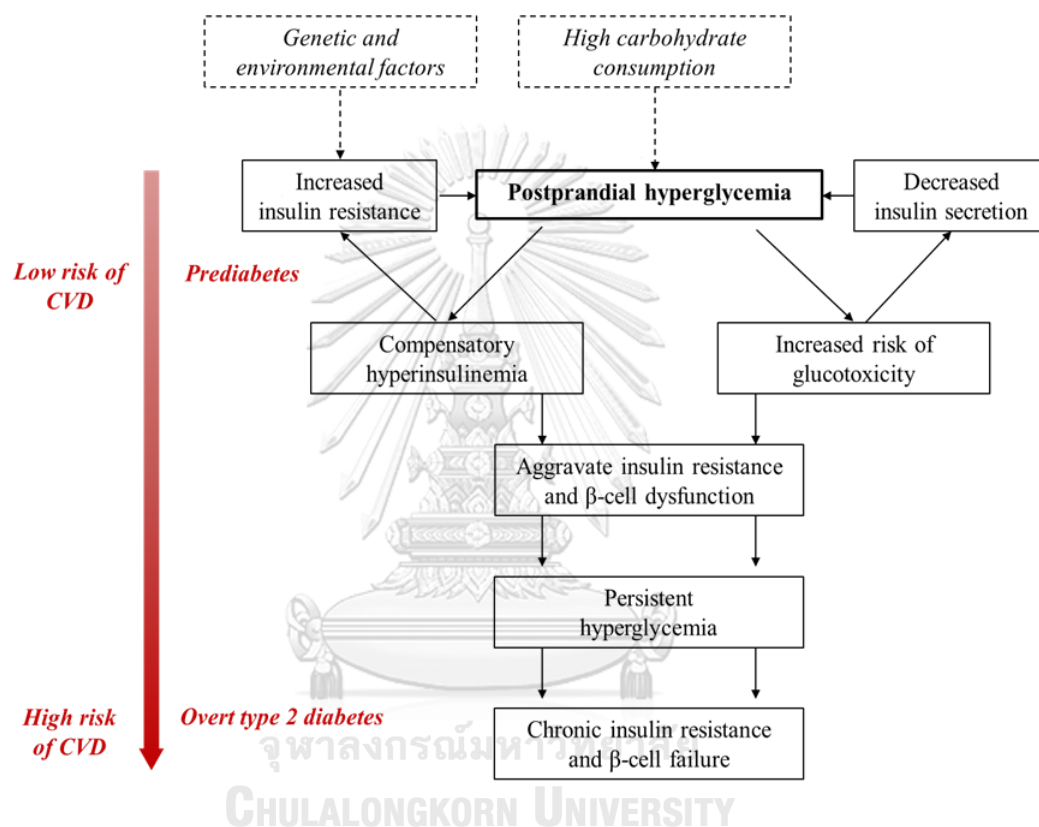 Genetic and
environmental factors
High carbohydrate
consumption
Increased
insulin resistance
Postprandial hyperglycemia
Decreased
insulin secretion
Low risk of
CVD
Prediabetes
Compensatory
hyperinsulinemia
Increased risk of
glucotoxicity
Aggravate insulin resistance
and β-cell dysfunction
Persistent
hyperglycemia
High risk
of CVD
Overt type 2 diabetes
Chronic insulin resistance
and β-cell failure
จุฬาลงกรณ์มหาวิทยาลัย
CHULALONGKORN UNIVERSITY